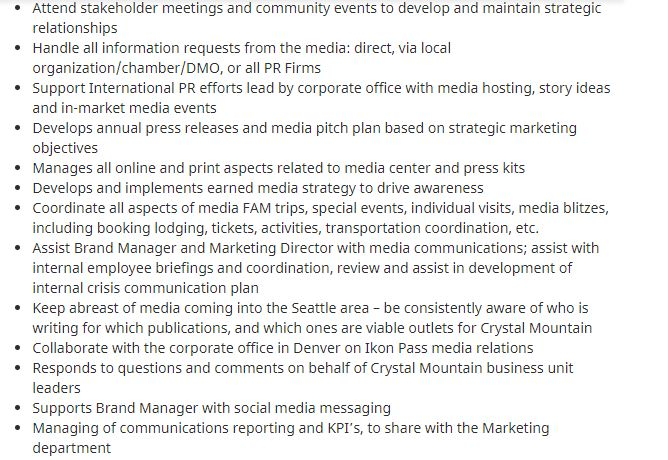 • Attend stakeholder meetings and community events to develop and maintain strategic
relationships
• Handle all information requests from the media: direct, via local
organization/chamber/DMO, or all PR Firms
• Support International PR efforts lead by corporate office with media hosting, story ideas
and in-market media events
• Develops annual press releases and media pitch plan based on strategic marketing
objectives
• Manages all online and print aspects related to media center and press kits
• Develops and implements earned media strategy to drive awareness
• Coordinate all aspects of media FAM trips, special events, individual visits, media blitzes,
including booking lodging, tickets, activities, transportation coordination, etc.
• Assist Brand Manager and Marketing Director with media communications; assist with
internal employee briefings and coordination, review and assist in development of
internal crisis communication plan
• Keep abreast of media coming into the Seattle area – be consistently aware of who is
writing for which publications, and which ones are viable outlets for Crystal Mountain
• Collaborate with the corporate office in Denver on Ikon Pass media relations
• Responds to questions and comments on behalf of Crystal Mountain business unit
leaders
• Supports Brand Manager with social media messaging
• Managing of communications reporting and KPI’s, to share with the Marketing
department